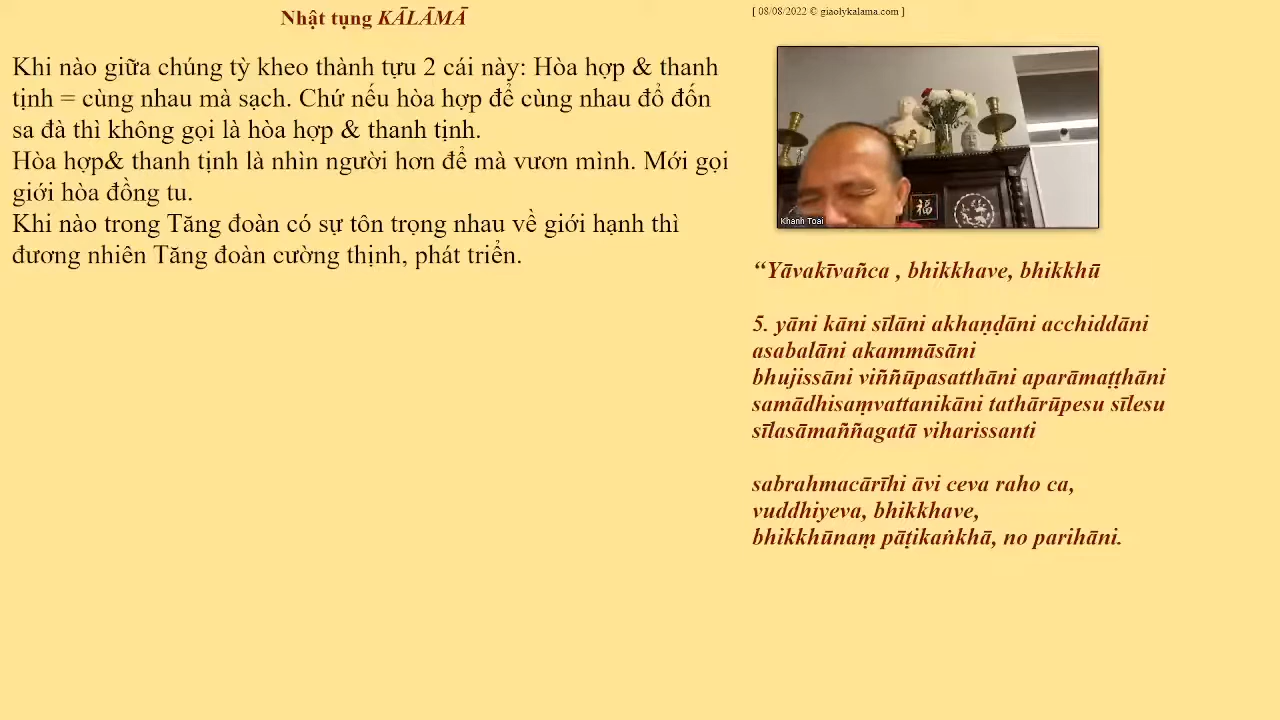 Nhật tụng KĀLĀMĀ
[ 08/08/2022 © giaolykalama.com ]
Khi nào giữa chúng tỳ kheo thành tựu 2 cái này: Hòa hợp & thanh
tịnh = cùng nhau mà sạch. Chứ nếu hòa hợp để cùng nhau đổ đốn
sa đà thì không gọi là hòa hợp & thanh tịnh.
Hòa hợp& thanh tịnh là nhìn người hơn để mà vươn mình. Mới gọi
giới hòa đồng tu.
Khi nào trong Tăng đoàn có sự tôn trọng nhau về giới hạnh thì
đương nhiên Tăng đoàn cường thịnh, phát triển.
福
Khanh Toai
“Yāvakīvañca , bhikkhave, bhikkhū
5. yāni kāni sīlāni akhaṇḍāni acchiddāni
asabalāni akammāsāni
bhujissāni viññūpasatthāni aparāmaṭṭhāni
samādhisaṃvattanikāni tathārūpesu sīlesu
sīlasāmaññagatā viharissanti
sabrahmacārīhi āvi ceva raho ca,
vuddhiyeva, bhikkhave,
bhikkhūnaṃ pāṭikaṅkhā, no parihāni.